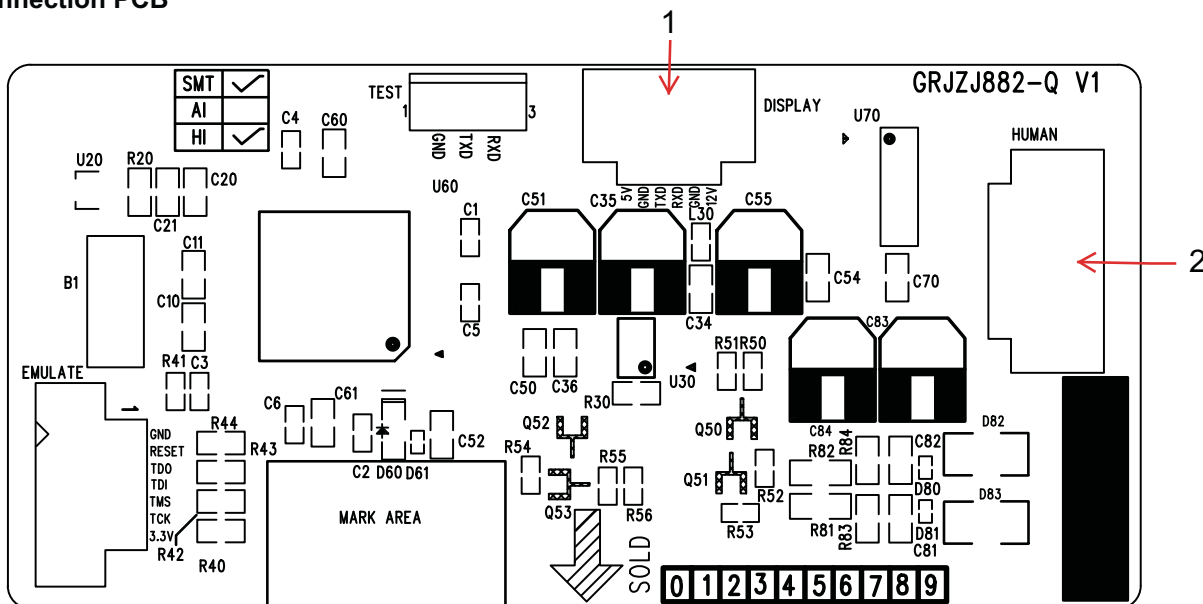 nnection PCB
1
SMT
AI
HI
TEST
1
3
GND
TXD
RXD
DISPLAY
5V
GND
TXD
RXD
GND
12V
GRJZJ882-Q V1
U70
HUMAN
2
C4
C60
U20
R20
C20
C21
U60
C1
C51
C35
L30
C55
C11
B1
C10
C5
C34
C54
C70
C83
R41
C3
EMULATE
1
C50
C36
U30
R30
R51
R50
GND
RESET
TDO
TDI
TMS
TCK
3.3V
R44
R43
R42
R40
C6
C61
C2
D60
D61
C52
Q52
R54
Q53
R55
R56
Q50
Q51
R52
R53
C84
R82
R84
C82
D82
D80
R81
R83
D81
C81
D83
MARK AREA
SOLD
0 1 2 3 4 5 6 7 8 9